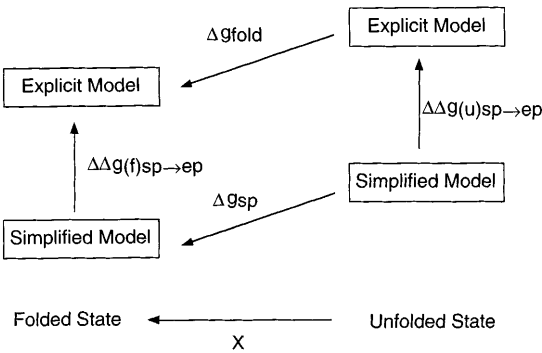 Δgfold
Explicit Model
Explicit Model
ΔΔg(u)sp→ep
ΔΔg(f)sp→ep
Simplified Model
Δgsp
Simplified Model
Folded State
Unfolded State
X